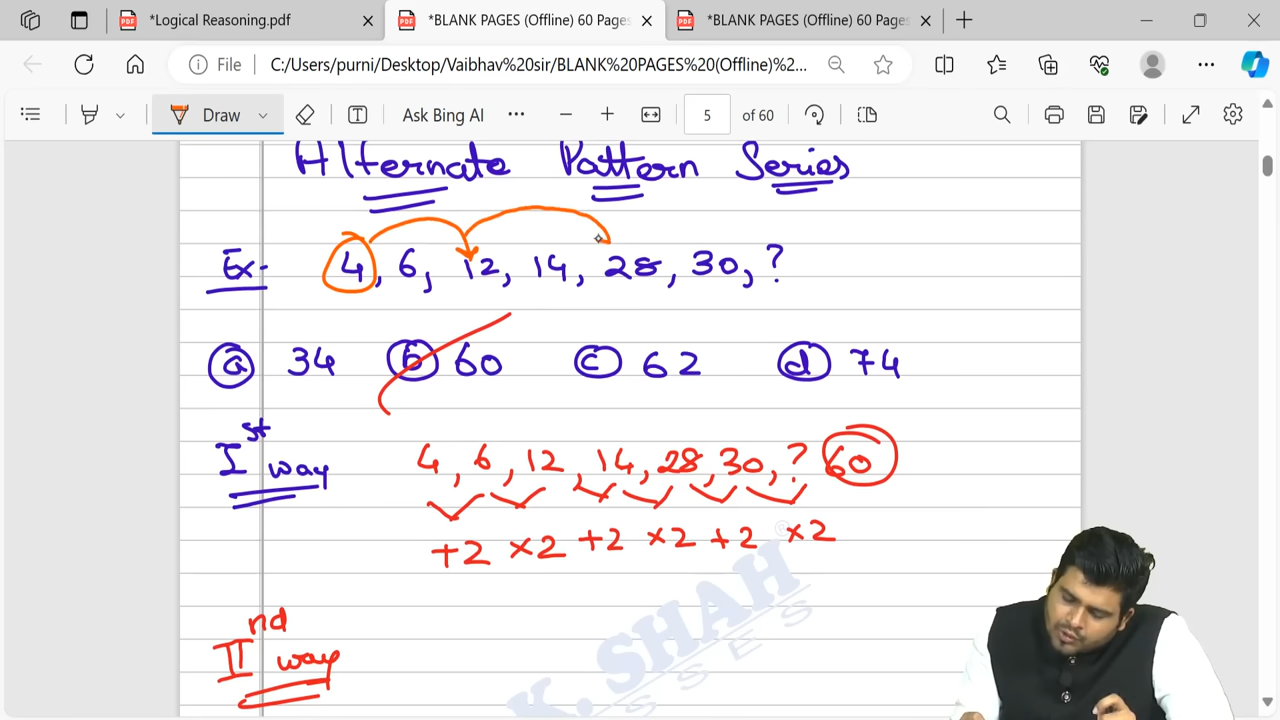 *Logical Reasoning.pdf
*BLANK PAGES (Offline) 60 Pages
*BLANK PAGES (Offline) 60 Pages
File
C:/Users/purni/Desktop/Vaibhav%20sir/BLANK%20PAGES%20(Offline)%2...
Draw
Ask Bing AI
5 of 60
Alternate Pattern Series
Ex- 4, 6, 12, 14, 28, 30, ?
(a) 34 (b) 60 (c) 62 (d) 74
Ist way
4, 6, 12, 14, 28, 30, ? 60
+2 ×2 +2 ×2 +2 ×2
IInd way
K. SHAH